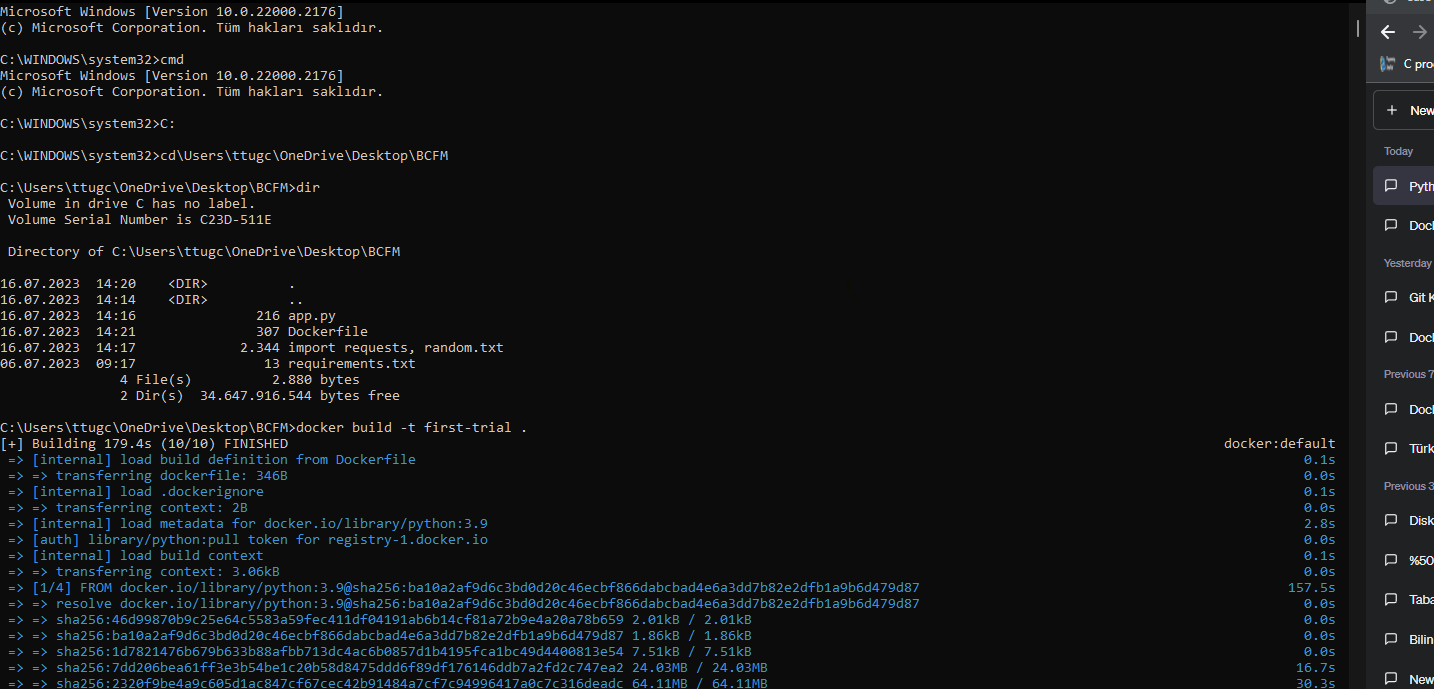 Microsoft Windows [Version 10.0.22000.2176]
(c) Microsoft Corporation. Tüm hakları saklıdır.
C:\WINDOWS\system32>cmd
Microsoft Windows [Version 10.0.22000.2176]
(c) Microsoft Corporation. Tüm hakları saklıdır.
C:\WINDOWS\system32>C:
C:\WINDOWS\system32>cd\Users\ttugc\OneDrive\Desktop\BCFM
C:\Users\ttugc\OneDrive\Desktop\BCFM>dir
Volume in drive C has no label.
Volume Serial Number is C23D-511E
Directory of C:\Users\ttugc\OneDrive\Desktop\BCFM
16.07.2023 14:20 <DIR> .
16.07.2023 14:14 <DIR> ..
16.07.2023 14:16 216 app.py
16.07.2023 14:21 307 Dockerfile
16.07.2023 14:17 2.344 import requests, random.txt
06.07.2023 09:17 13 requirements.txt
4 File(s) 2.880 bytes
2 Dir(s) 34.647.916.544 bytes free
C:\Users\ttugc\OneDrive\Desktop\BCFM>docker build -t first-trial .
[+] Building 179.4s (10/10) FINISHED docker:default
=> [internal] load build definition from Dockerfile 0.1s
=> => transferring dockerfile: 346B 0.0s
=> [internal] load .dockerignore 0.1s
=> => transferring context: 2B 0.0s
=> [internal] load metadata for docker.io/library/python:3.9 2.8s
=> [auth] library/python:pull token for registry-1.docker.io 0.0s
=> [internal] load build context 0.1s
=> => transferring context: 3.06kB 0.0s
=> [1/4] FROM docker.io/library/python:3.9@sha256:ba10a2af9d6c3bd0d20c46ecbf866dabcbad4e6a3dd7b82e2dfb1a9b6d479d87 157.5s
=> => resolve docker.io/library/python:3.9@sha256:ba10a2af9d6c3bd0d20c46ecbf866dabcbad4e6a3dd7b82e2dfb1a9b6d479d87 0.0s
=> => sha256:46d99870b9c25e64c5583a59fec411df04191ab6b14cf81a72b9e4a20a78b659 2.01kB / 2.01kB 0.0s
=> => sha256:ba10a2af9d6c3bd0d20c46ecbf866dabcbad4e6a3dd7b82e2dfb1a9b6d479d87 1.86kB / 1.86kB 0.0s
=> => sha256:1d7821476b679b633b88afbb713dc4ac6b0857d1b4195fca1bc49d4400813e54 7.51kB / 7.51kB 0.0s
=> => sha256:7dd206bea61ff3e3b54be1c20b58d8475ddd6f89df176146ddb7a2fd2c747ea2 24.03MB / 24.03MB 16.7s
=> => sha256:2320f9be4a9c605d1ac847cf67cec42b91484a7cf7c94996417a0c7c316deadc 64.11MB / 64.11MB 30.3s
C pro
New
Today
Pyth
Doc
Yesterday
Git K
Doc
Previous 7
Doc
Türk
Previous 3
Disk
%50
Taba
Bilin
New